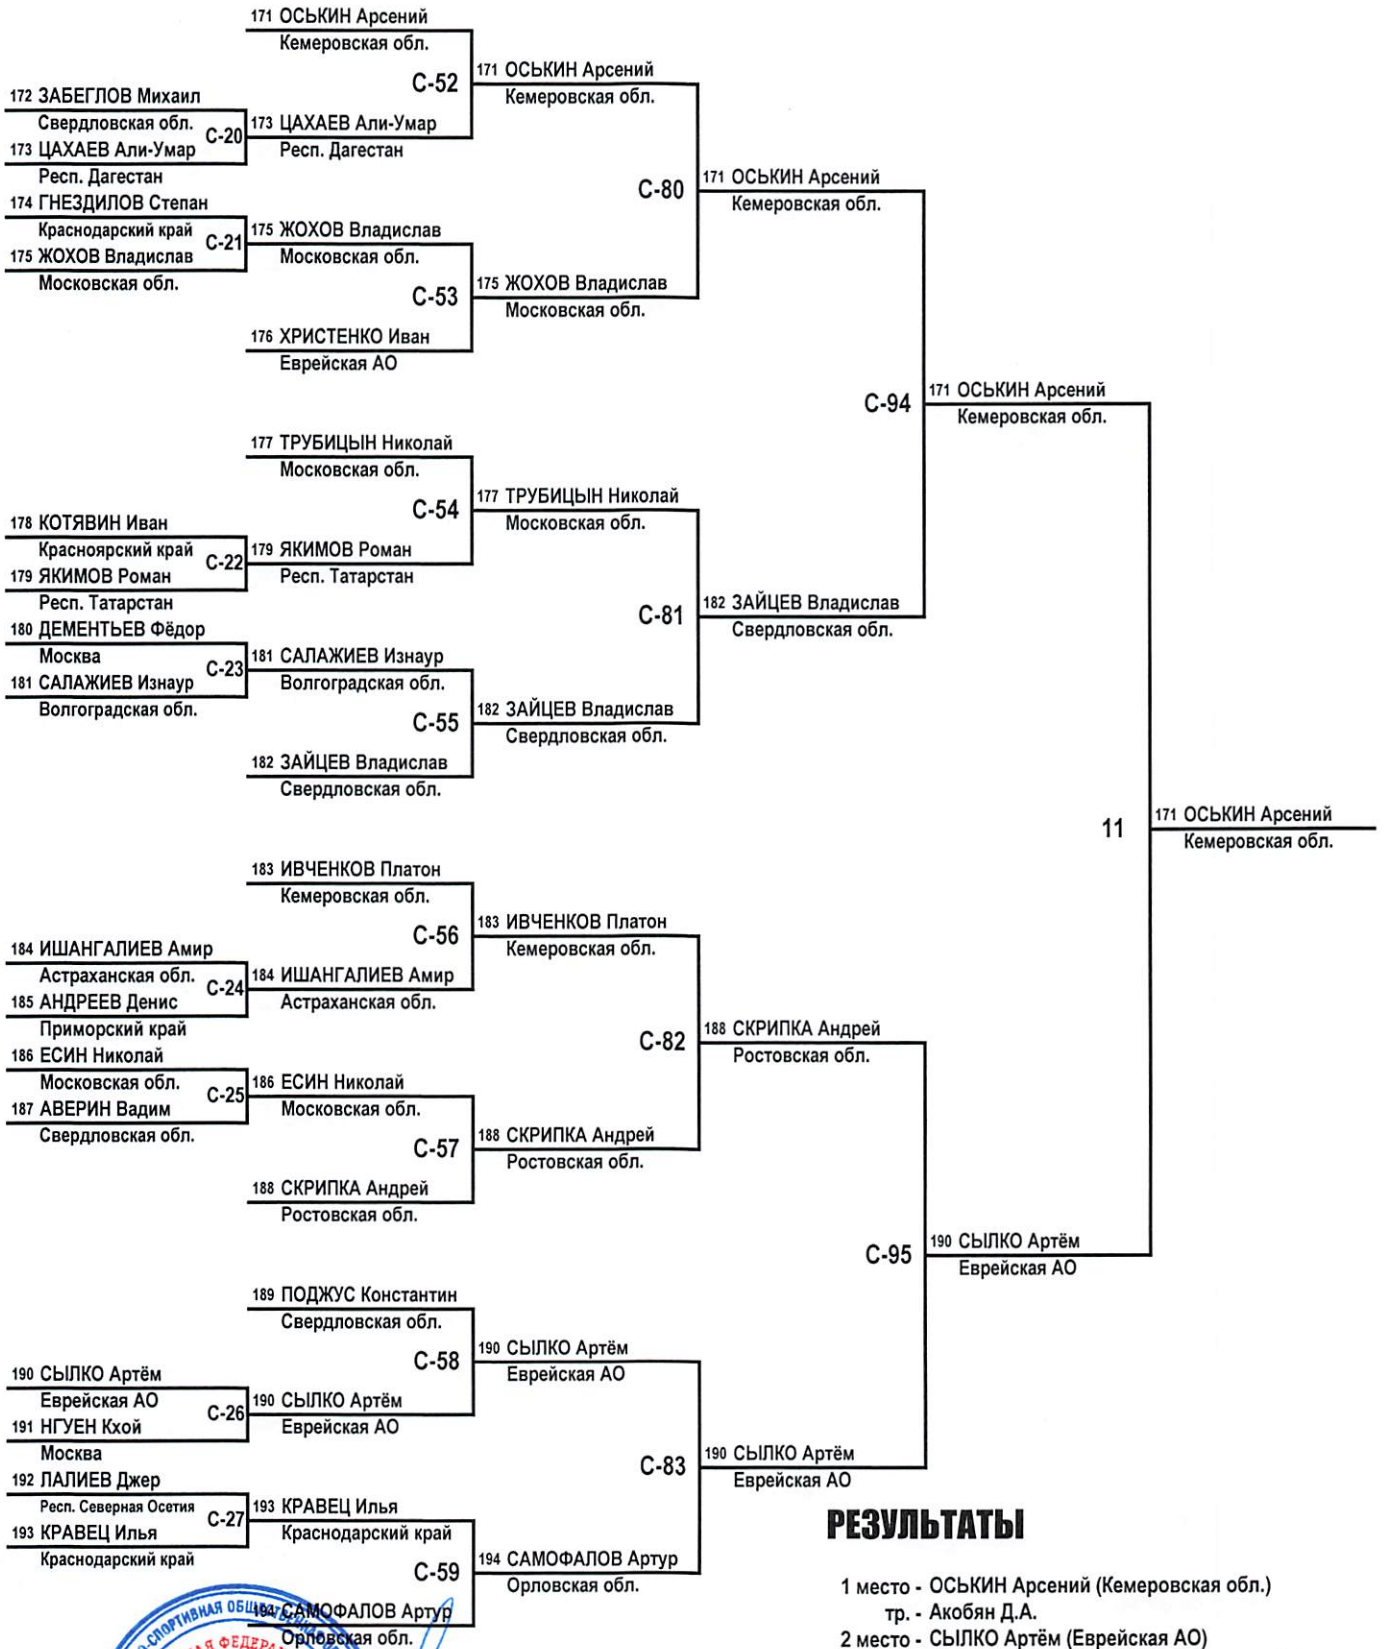 171 ОСЬКИН Арсений
Кемеровская обл.
С-52
171 ОСЬКИН Арсений
Кемеровская обл.
172 ЗАБЕГЛОВ Михаил
Свердловская обл.
С-20
173 ЦАХАЕВ Али-Умар
Респ. Дагестан
173 ЦАХАЕВ Али-Умар
Респ. Дагестан
С-80
171 ОСЬКИН Арсений
Кемеровская обл.
174 ГНЕЗДИЛОВ Степан
Краснодарский край
С-21
175 ЖОХОВ Владислав
Московская обл.
175 ЖОХОВ Владислав
Московская обл.
С-53
175 ЖОХОВ Владислав
Московская обл.
176 ХРИСТЕНКО Иван
Еврейская АО
С-94
171 ОСЬКИН Арсений
Кемеровская обл.
177 ТРУБИЦЫН Николай
Московская обл.
С-54
177 ТРУБИЦЫН Николай
Московская обл.
178 КОТЯВИН Иван
Красноярский край
С-22
179 ЯКИМОВ Роман
Респ. Татарстан
179 ЯКИМОВ Роман
Респ. Татарстан
С-81
182 ЗАЙЦЕВ Владислав
Свердловская обл.
180 ДЕМЕНТЬЕВ Фёдор
Москва
С-23
181 САЛАЖИЕВ Изнаур
Волгоградская обл.
181 САЛАЖИЕВ Изнаур
Волгоградская обл.
С-55
182 ЗАЙЦЕВ Владислав
Свердловская обл.
182 ЗАЙЦЕВ Владислав
Свердловская обл.
11
171 ОСЬКИН Арсений
Кемеровская обл.
183 ИВЧЕНКОВ Платон
Кемеровская обл.
С-56
183 ИВЧЕНКОВ Платон
Кемеровская обл.
184 ИШАНГАЛИЕВ Амир
Астраханская обл.
С-24
184 ИШАНГАЛИЕВ Амир
Астраханская обл.
185 АНДРЕЕВ Денис
Приморский край
С-82
188 СКРИПКА Андрей
Ростовская обл.
186 ЕСИН Николай
Московская обл.
С-25
186 ЕСИН Николай
Московская обл.
187 АВЕРИН Вадим
Свердловская обл.
С-57
188 СКРИПКА Андрей
Ростовская обл.
188 СКРИПКА Андрей
Ростовская обл.
С-95
190 СЫЛКО Артём
Еврейская АО
189 ПОДЖУС Константин
Свердловская обл.
С-58
190 СЫЛКО Артём
Еврейская АО
190 СЫЛКО Артём
Еврейская АО
С-26
190 СЫЛКО Артём
Еврейская АО
191 НГУЕН Кхой
Москва
С-83
190 СЫЛКО Артём
Еврейская АО
192 ЛАЛИЕВ Джер
Респ. Северная Осетия
С-27
193 КРАВЕЦ Илья
Краснодарский край
193 КРАВЕЦ Илья
Краснодарский край
С-59
194 САМОФАЛОВ Артур
Орловская обл.
194 САМОФАЛОВ Артур
Орловская обл.
РЕЗУЛЬТАТЫ
1 место - ОСЬКИН Арсений (Кемеровская обл.)
тр. - Акобян Д.А.
2 место - СЫЛКО Артём (Еврейская АО)